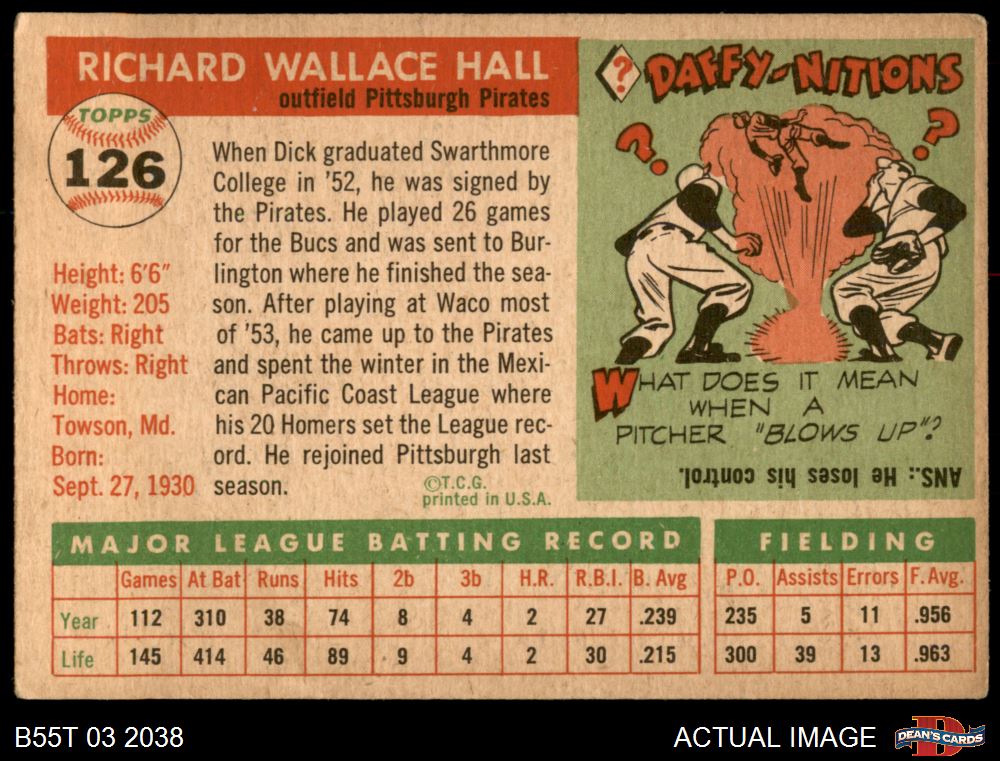 RICHARD WALLACE HALL
outfield Pittsburgh Pirates
TOPPS
126
When Dick graduated Swarthmore
College in '52, he was signed by
the Pirates. He played 26 games
for the Bucs and was sent to Bur-
lington where he finished the sea-
son. After playing at Waco most
of '53, he came up to the Pirates
and spent the winter in the Mexi-
can Pacific Coast League where
his 20 Homers set the League rec-
ord. He rejoined Pittsburgh last
season.
©T.C.G.
printed in U.S.A.
Height: 6'6"
Weight: 205
Bats: Right
Throws: Right
Home:
Towson, Md.
Born:
Sept. 27, 1930
?
DAFFY-NITIONS
? ?
WHAT DOES IT MEAN
WHEN A
PITCHER "BLOWS UP"?
ANS.: He loses his control.
MAJOR LEAGUE BATTING RECORD
Games At Bat Runs Hits 2b 3b H.R. R.B.I. B. Avg
Year 112 310 38 74 8 4 2 27 .239
Life 145 414 46 89 9 4 2 30 .215
FIELDING
P.O. Assists Errors F. Avg.
235 5 11 .956
300 39 13 .963
B55T 03 2038
ACTUAL IMAGE
D
DEAN'S CARDS